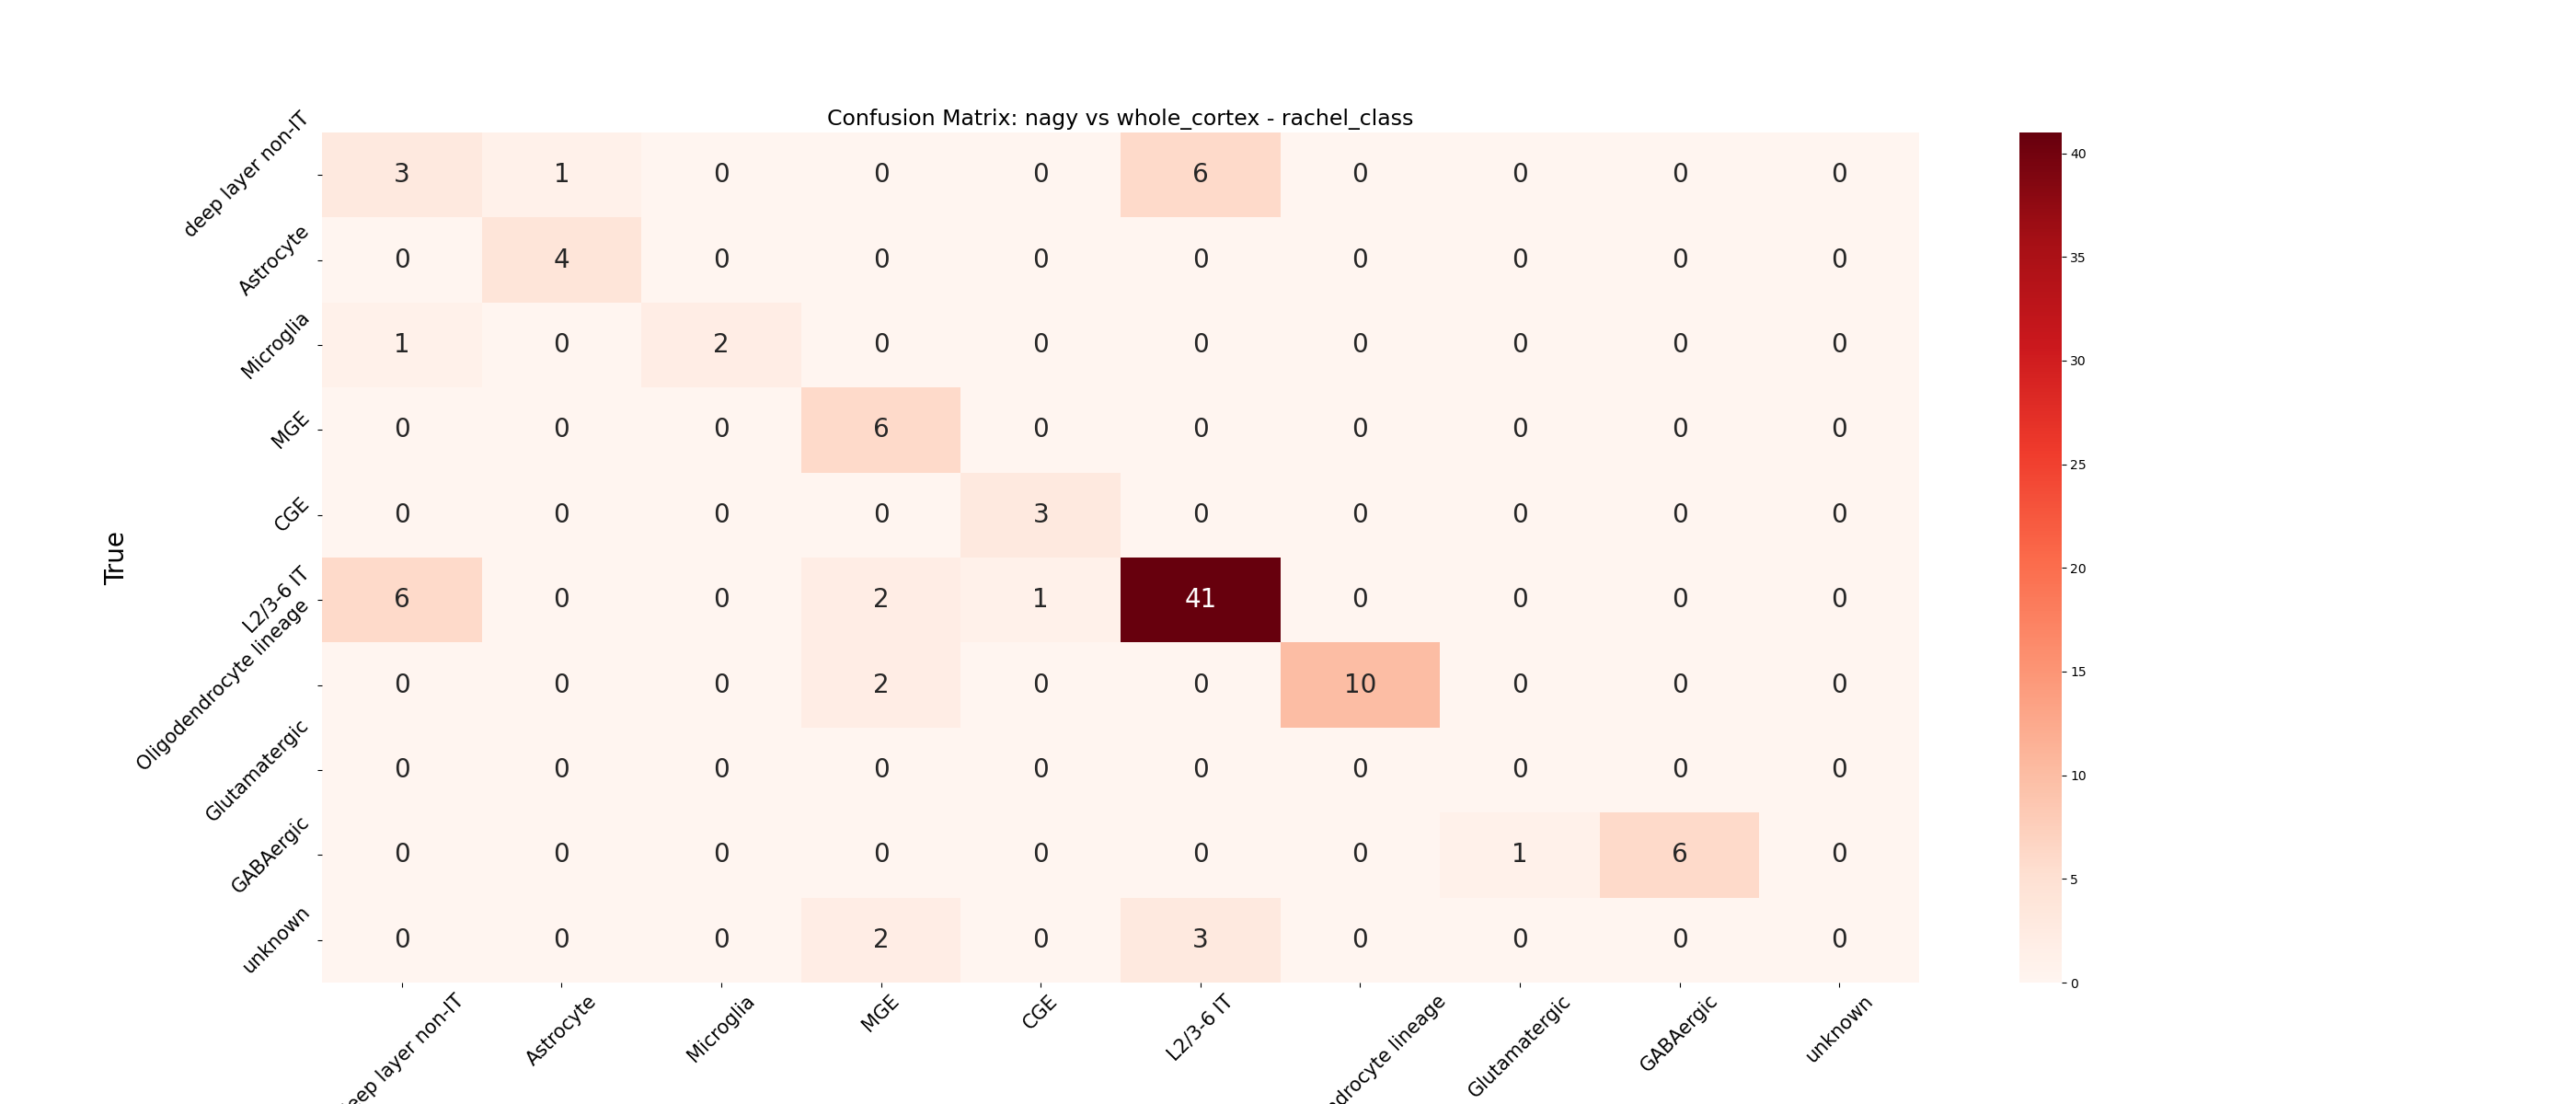 Confusion Matrix: nagy vs whole_cortex - rachel_class
True
deep layer non-IT 3 1 0 0 0 6 0 0 0 0
Astrocyte 0 4 0 0 0 0 0 0 0 0
Microglia 1 0 2 0 0 0 0 0 0 0
MGE 0 0 0 6 0 0 0 0 0 0
CGE 0 0 0 0 3 0 0 0 0 0
L2/3-6 IT 6 0 0 2 1 41 0 0 0 0
Oligodendrocyte lineage 0 0 0 2 0 0 10 0 0 0
Glutamatergic 0 0 0 0 0 0 0 0 0 0
GABAergic 0 0 0 0 0 0 0 1 6 0
unknown 0 0 0 2 0 3 0 0 0 0
eep layer non-IT
Astrocyte
Microglia
MGE
CGE
L2/3-6 IT
ndrocyte lineage
Glutamatergic
GABAergic
unknown
40
35
30
25
20
15
10
5
0